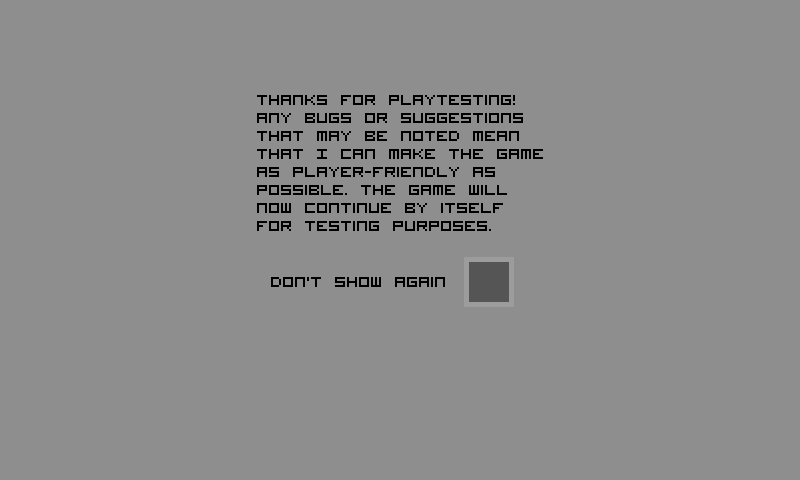 THANKS FOR PLAYTESTING!
ANY BUGS OR SUGGESTIONS
THAT MAY BE NOTED MEAN
THAT I CAN MAKE THE GAME
AS PLAYER-FRIENDLY AS
POSSIBLE. THE GAME WILL
NOW CONTINUE BY ITSELF
FOR TESTING PURPOSES.
DON'T SHOW AGAIN